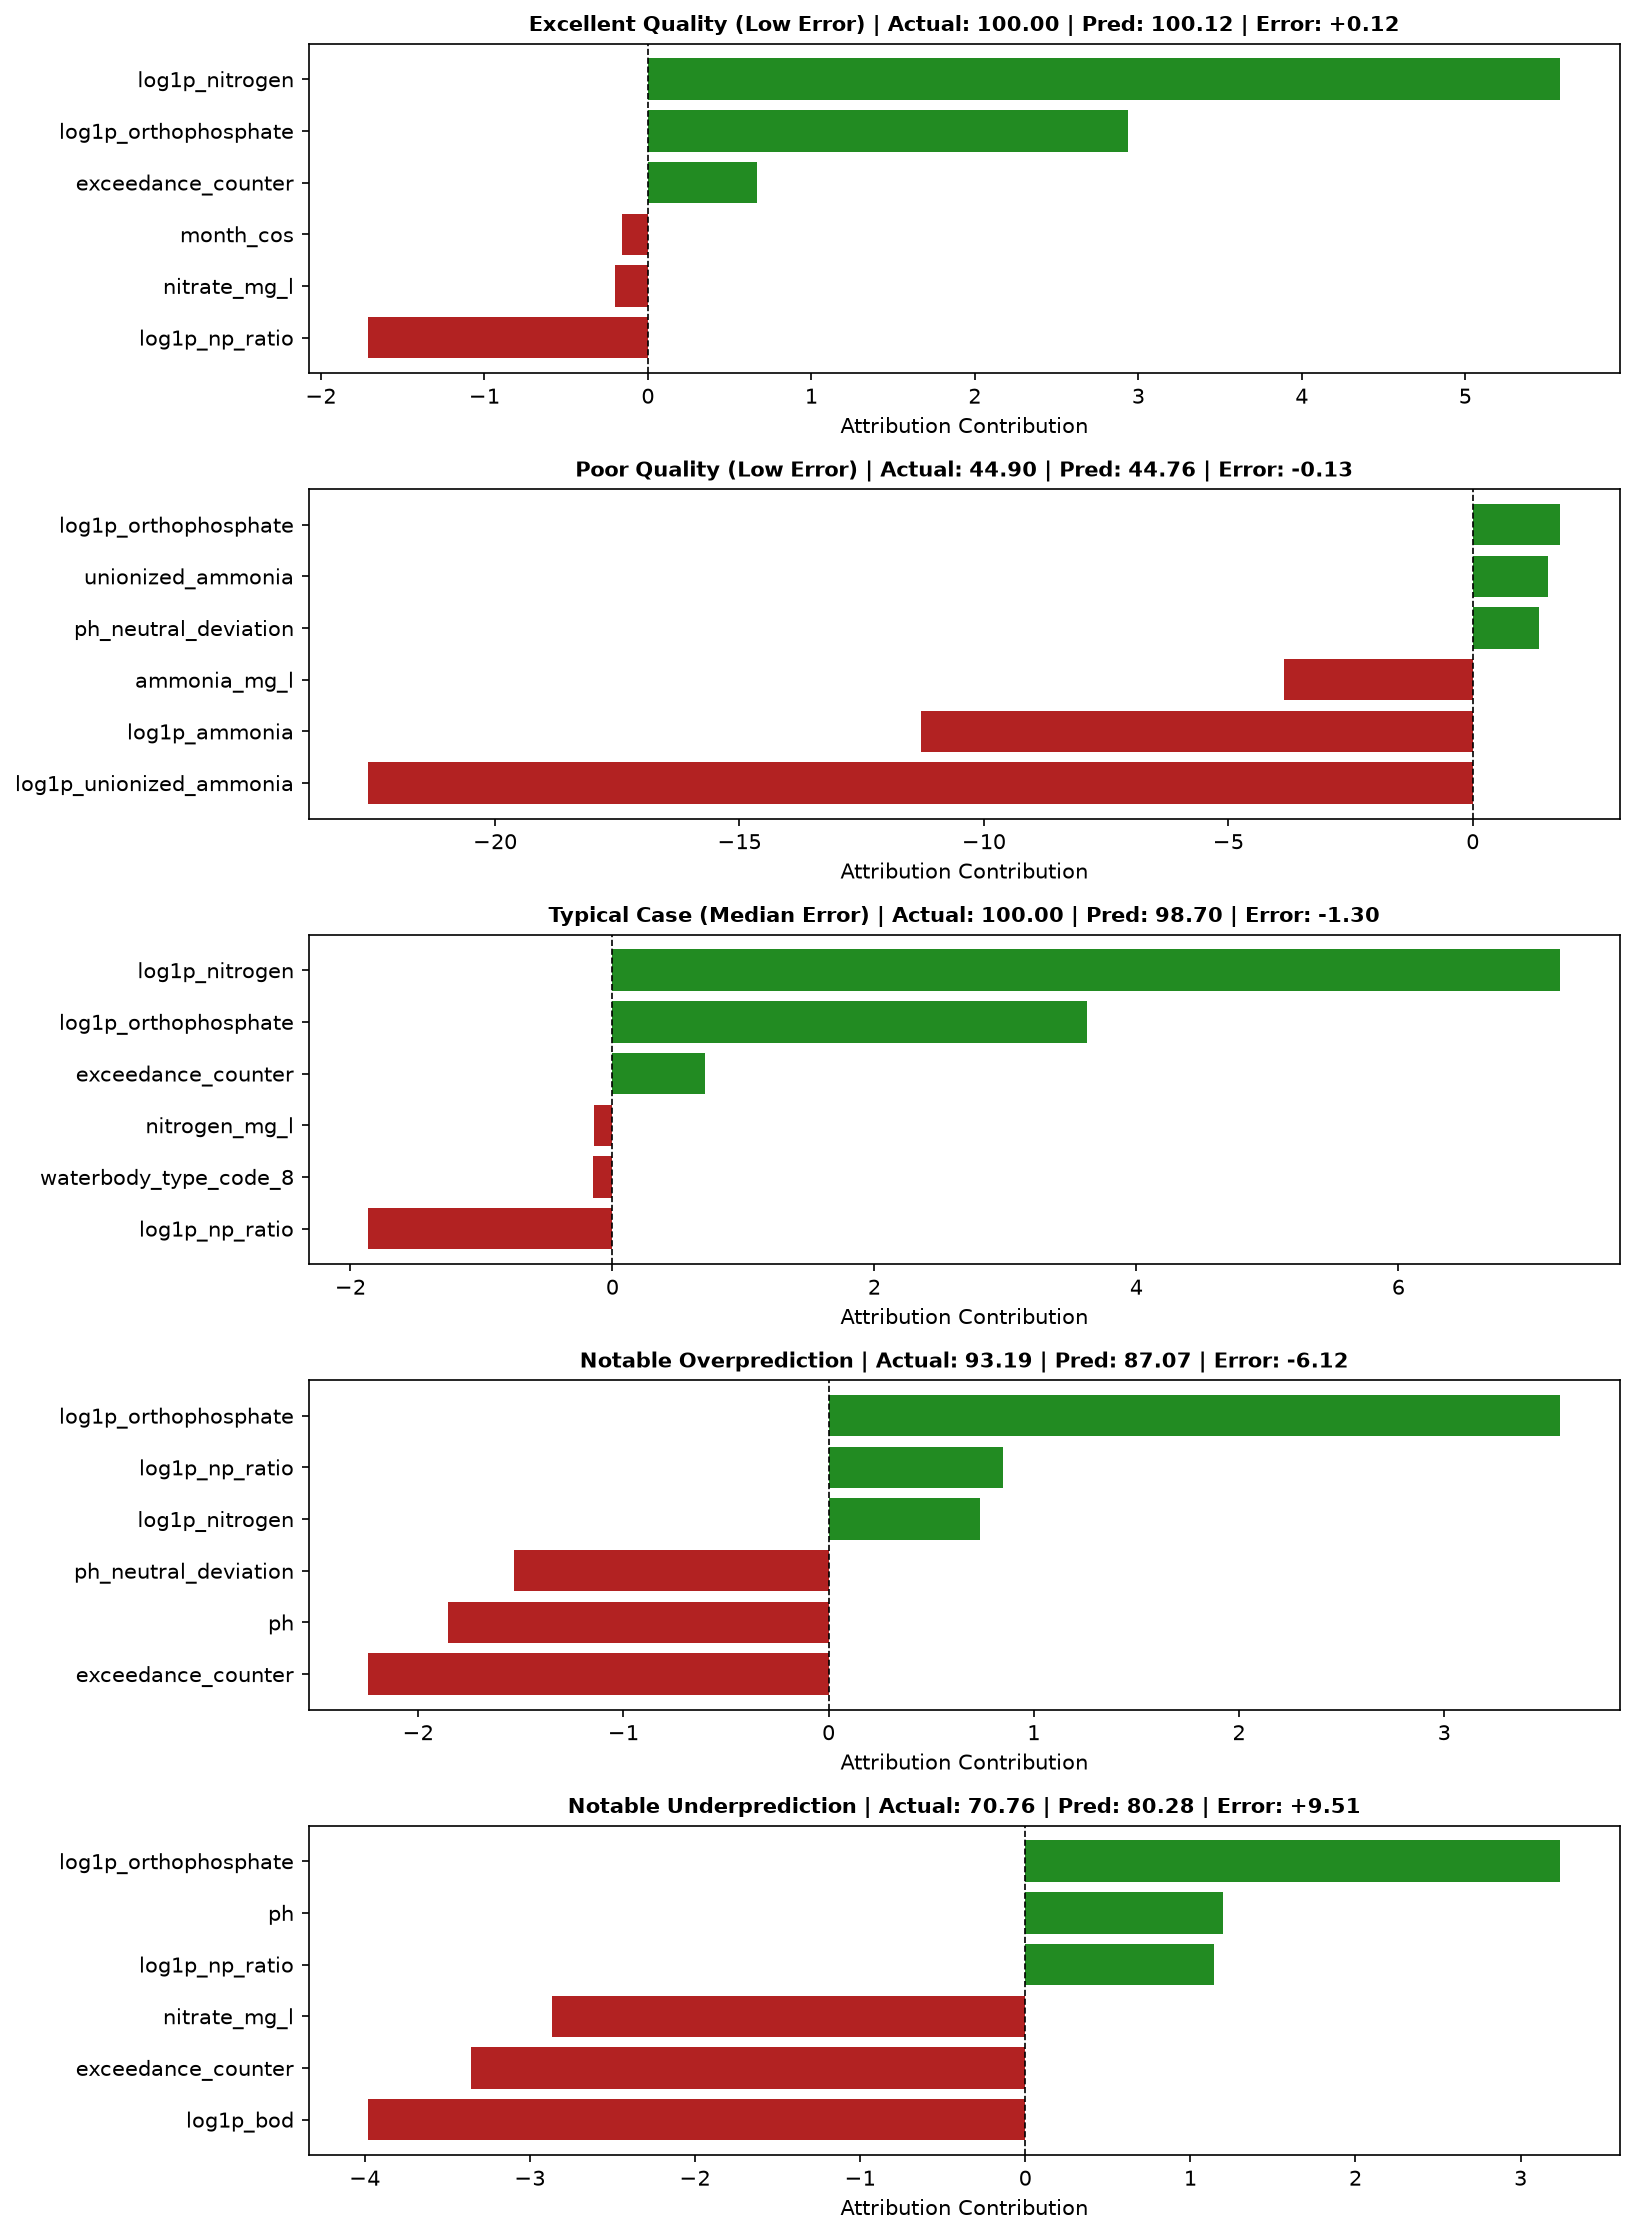 Excellent Quality (Low Error) | Actual: 100.00 | Pred: 100.12 | Error: +0.12
log1p_nitrogen
log1p_orthophosphate
exceedance_counter
month_cos
nitrate_mg_l
log1p_np_ratio
−2 −1 0 1 2 3 4 5
Attribution Contribution
Poor Quality (Low Error) | Actual: 44.90 | Pred: 44.76 | Error: -0.13
log1p_orthophosphate
unionized_ammonia
ph_neutral_deviation
ammonia_mg_l
log1p_ammonia
log1p_unionized_ammonia
−20 −15 −10 −5 0
Attribution Contribution
Typical Case (Median Error) | Actual: 100.00 | Pred: 98.70 | Error: -1.30
log1p_nitrogen
log1p_orthophosphate
exceedance_counter
nitrogen_mg_l
waterbody_type_code_8
log1p_np_ratio
−2 0 2 4 6
Attribution Contribution
Notable Overprediction | Actual: 93.19 | Pred: 87.07 | Error: -6.12
log1p_orthophosphate
log1p_np_ratio
log1p_nitrogen
ph_neutral_deviation
ph
exceedance_counter
−2 −1 0 1 2 3
Attribution Contribution
Notable Underprediction | Actual: 70.76 | Pred: 80.28 | Error: +9.51
log1p_orthophosphate
ph
log1p_np_ratio
nitrate_mg_l
exceedance_counter
log1p_bod
−4 −3 −2 −1 0 1 2 3
Attribution Contribution